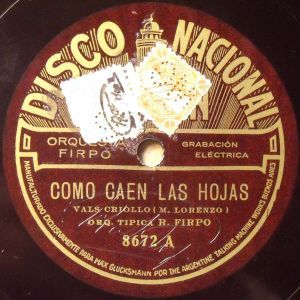 DISCO NACIONAL
ORQUESTA
FIRPO
GRABACIÓN
ELÉCTRICA
COMO CAEN LAS HOJAS
VALS CRIOLLO (M. LORENZO)
ORQ. TIPICA R. FIRPO
8672 A
MANUFACTURADO EXCLUSIVAMENTE PARA MAX GLÜCKSMANN POR THE ARGENTINE TALKING MACHINE WORKS BUENOS AIRES